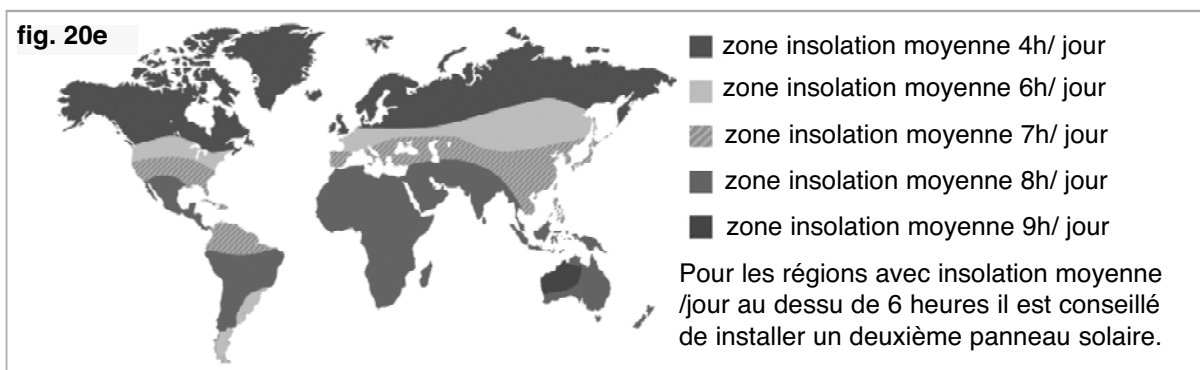 fig. 20e
zone insolation moyenne 4h/ jour
zone insolation moyenne 6h/ jour
zone insolation moyenne 7h/ jour
zone insolation moyenne 8h/ jour
zone insolation moyenne 9h/ jour
Pour les régions avec insolation moyenne
/jour au dessu de 6 heures il est conseillé
de installer un deuxième panneau solaire.